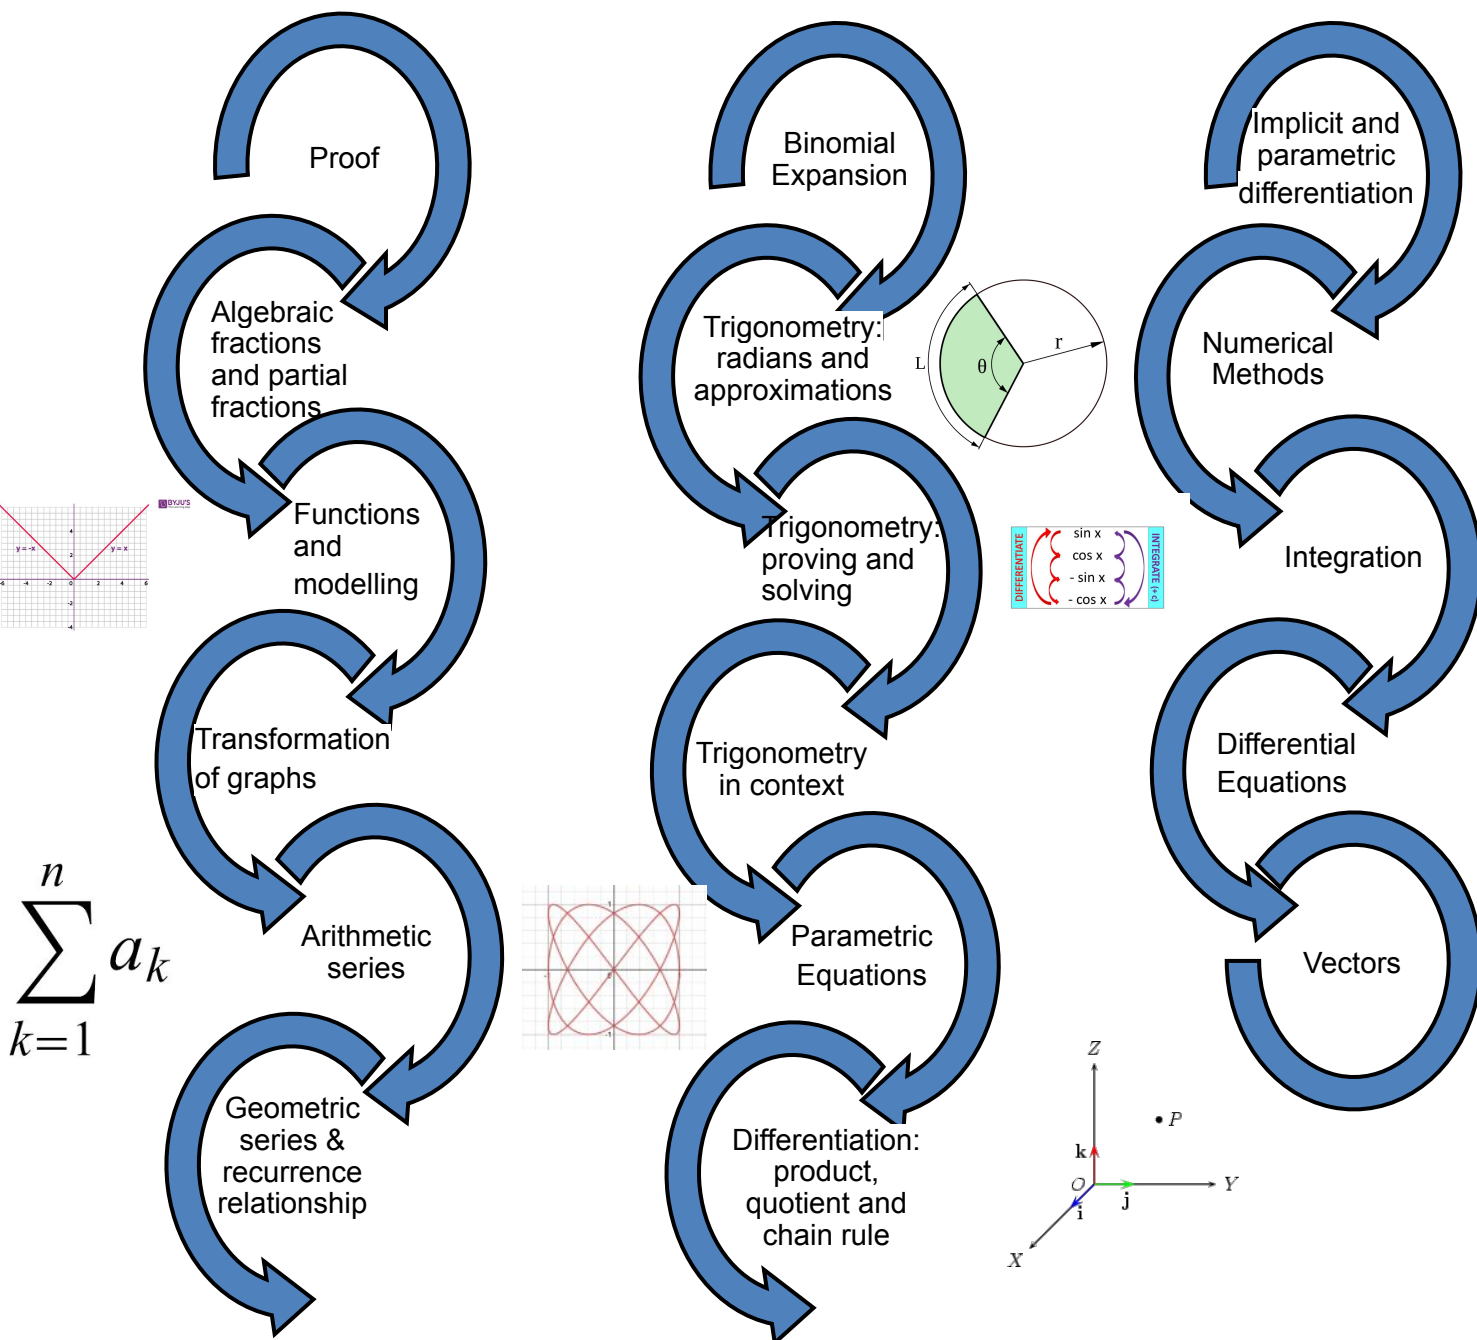 Proof
Algebraic
fractions
and partial
fractions
BYJU'S
y = -x
y = x
Functions
and
modelling
Transformation
of graphs
n
∑ a_k
k=1
Arithmetic
series
Geometric
series &
recurrence
relationship
Binomial
Expansion
Trigonometry:
radians and
approximations
L
θ
r
Trigonometry:
proving and
solving
DIFFERENTIATE
sin x
cos x
- sin x
- cos x
INTEGRATE (+ c)
Trigonometry
in context
Parametric
Equations
Differentiation:
product,
quotient and
chain rule
Implicit and
parametric
differentiation
Numerical
Methods
Integration
Differential
Equations
Vectors
Z
P
k
O
Y
i
j
X